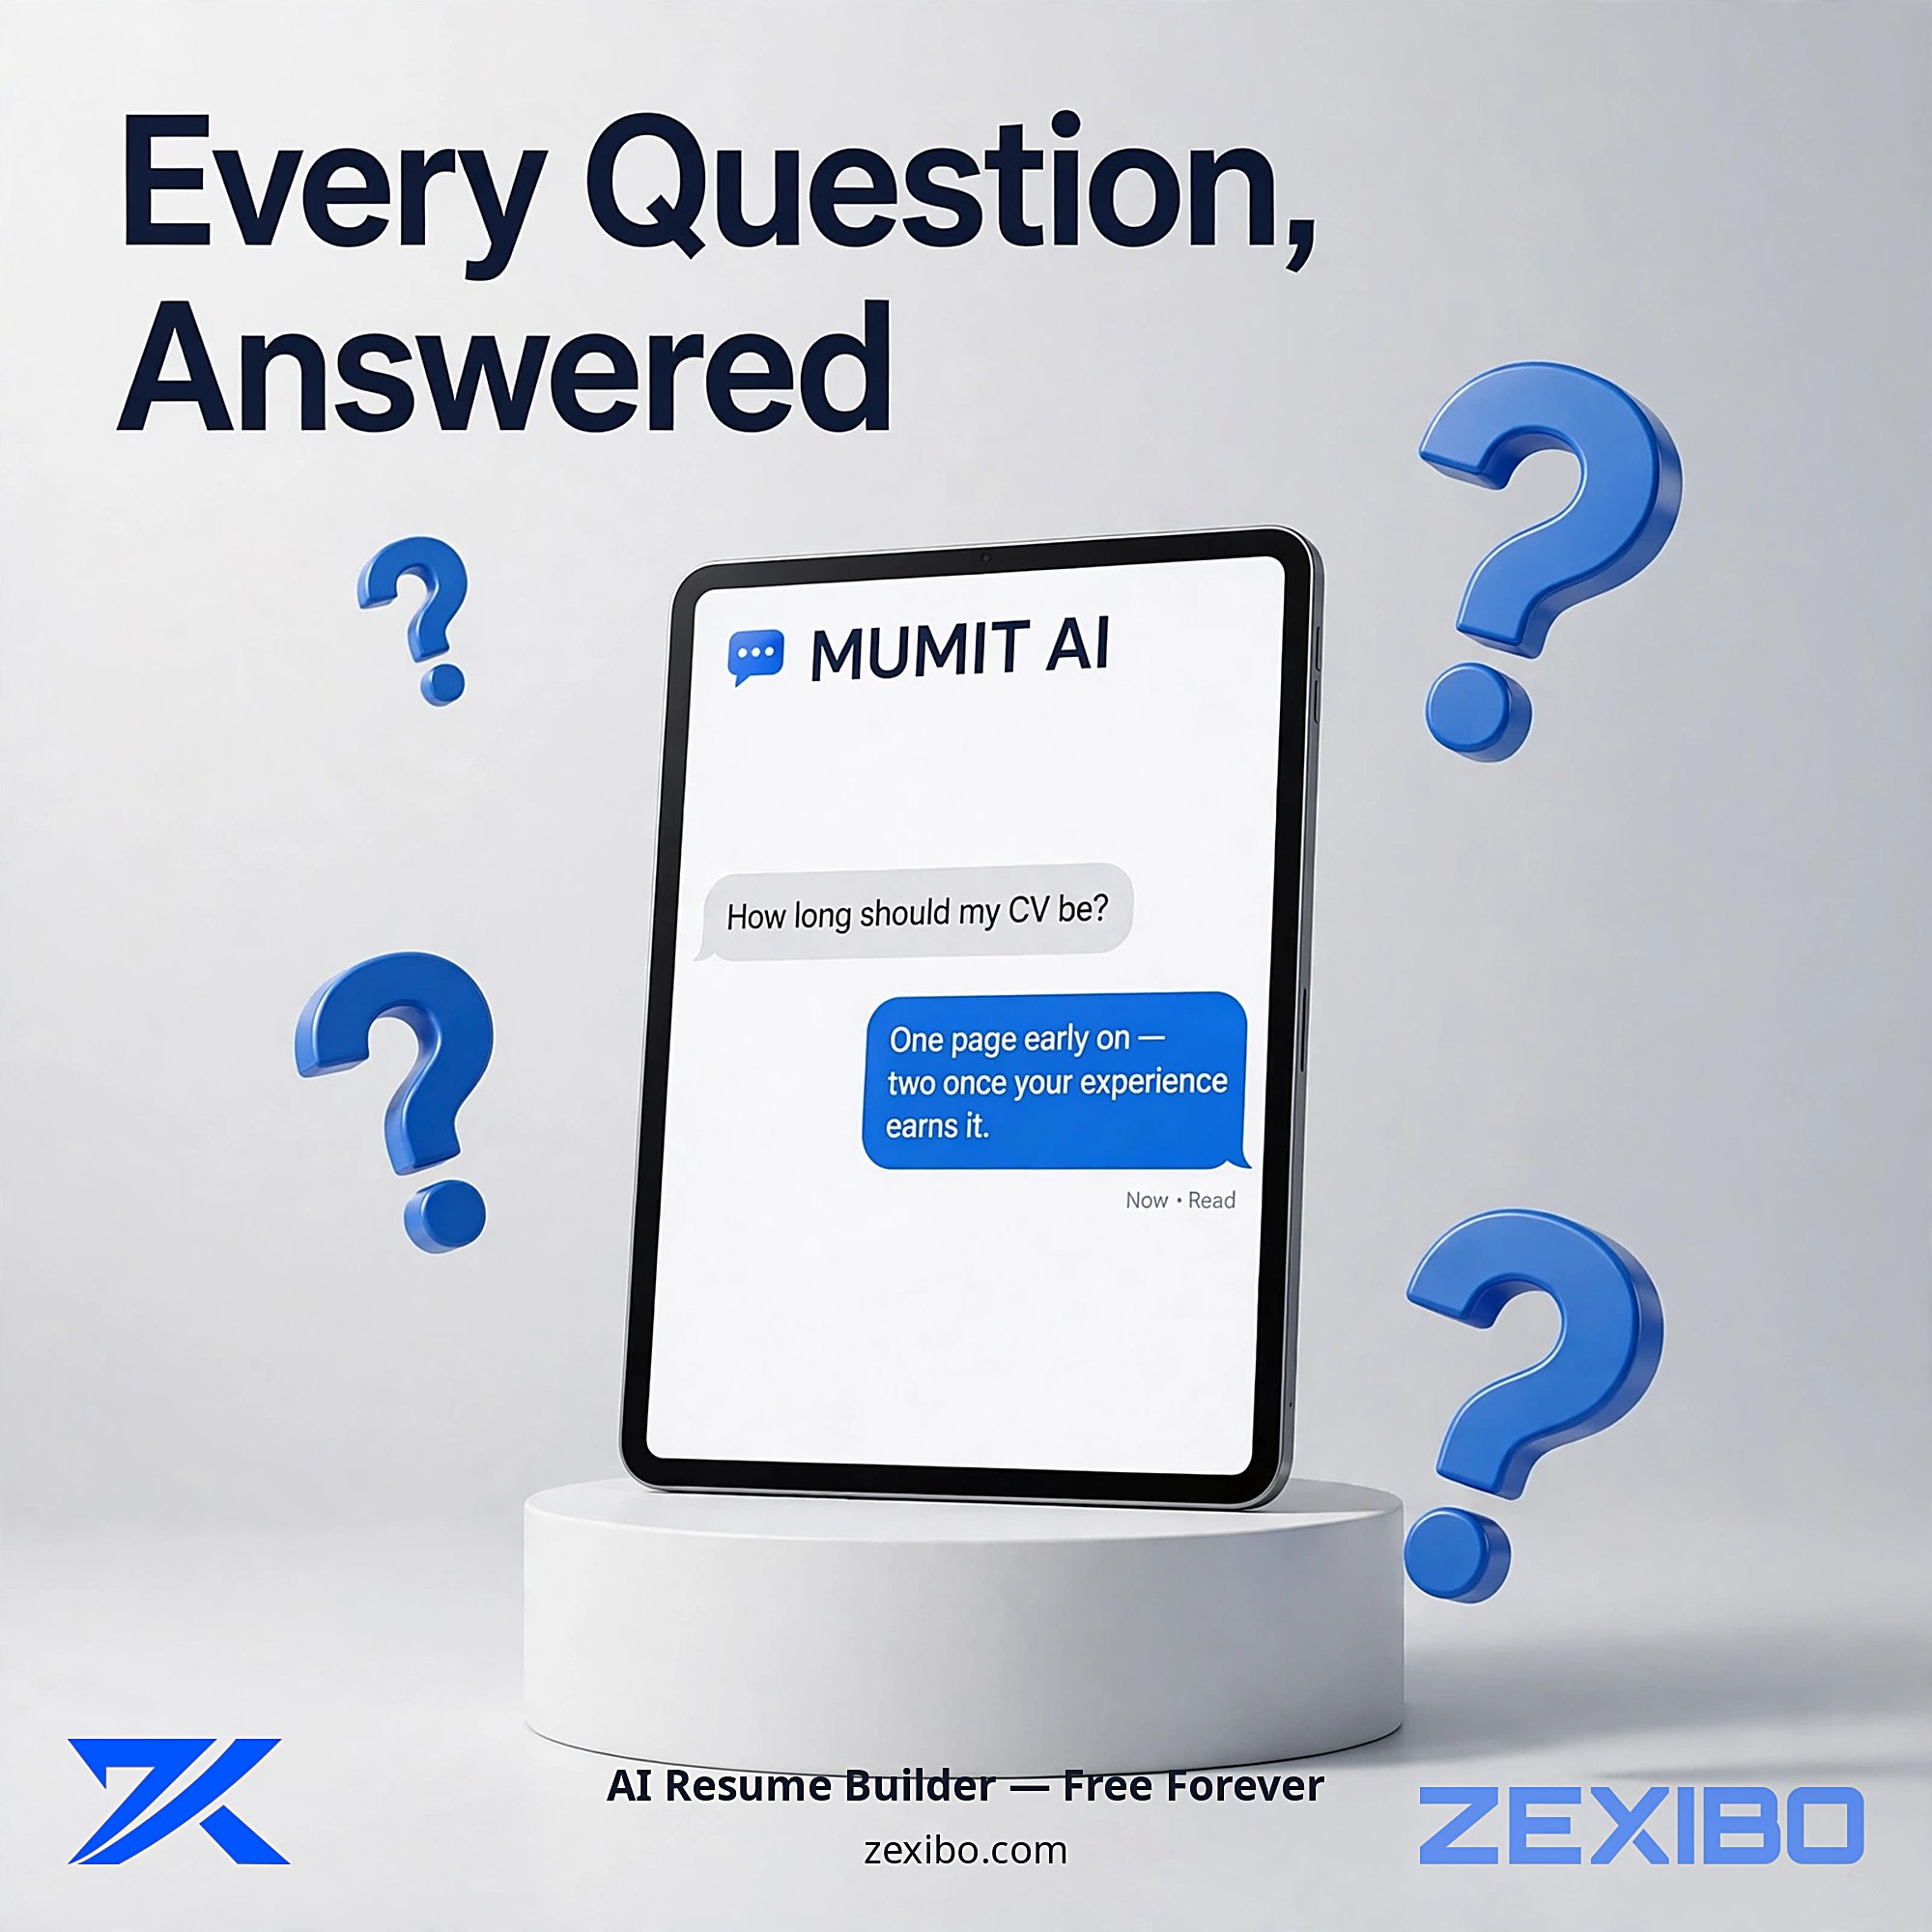 Every Question,
Answered
MUMIT AI
How long should my CV be?
One page early on —
two once your experience
earns it.
Now • Read
AI Resume Builder — Free Forever
zexibo.com
ZEXIBO